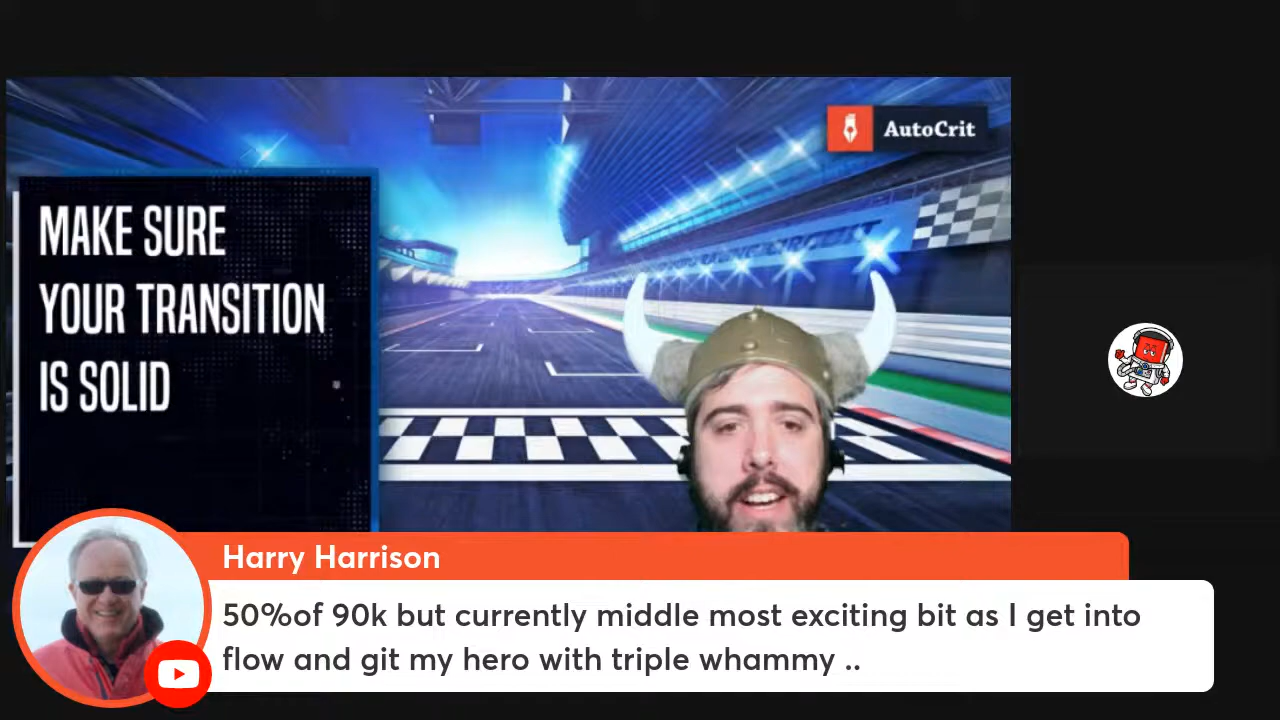 AutoCrit
MAKE SURE
YOUR TRANSITION
IS SOLID
Harry Harrison
50%of 90k but currently middle most exciting bit as I get into
flow and git my hero with triple whammy ..